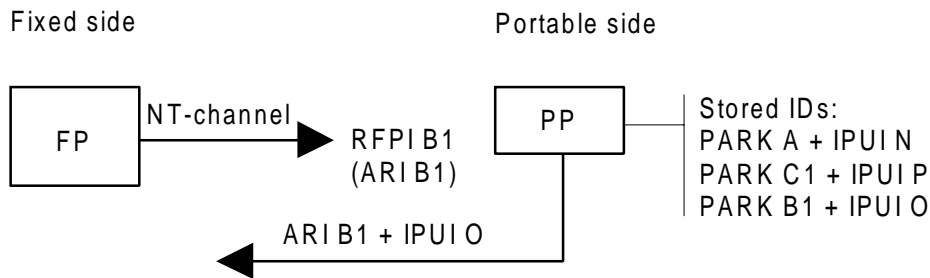 Fixed side
Portable side
FP
NT-channel
RFPI B1
(ARI B1)
PP
Stored IDs:
PARK A + IPUI N
PARK C1 + IPUI P
PARK B1 + IPUI O
ARI B1 + IPUI O